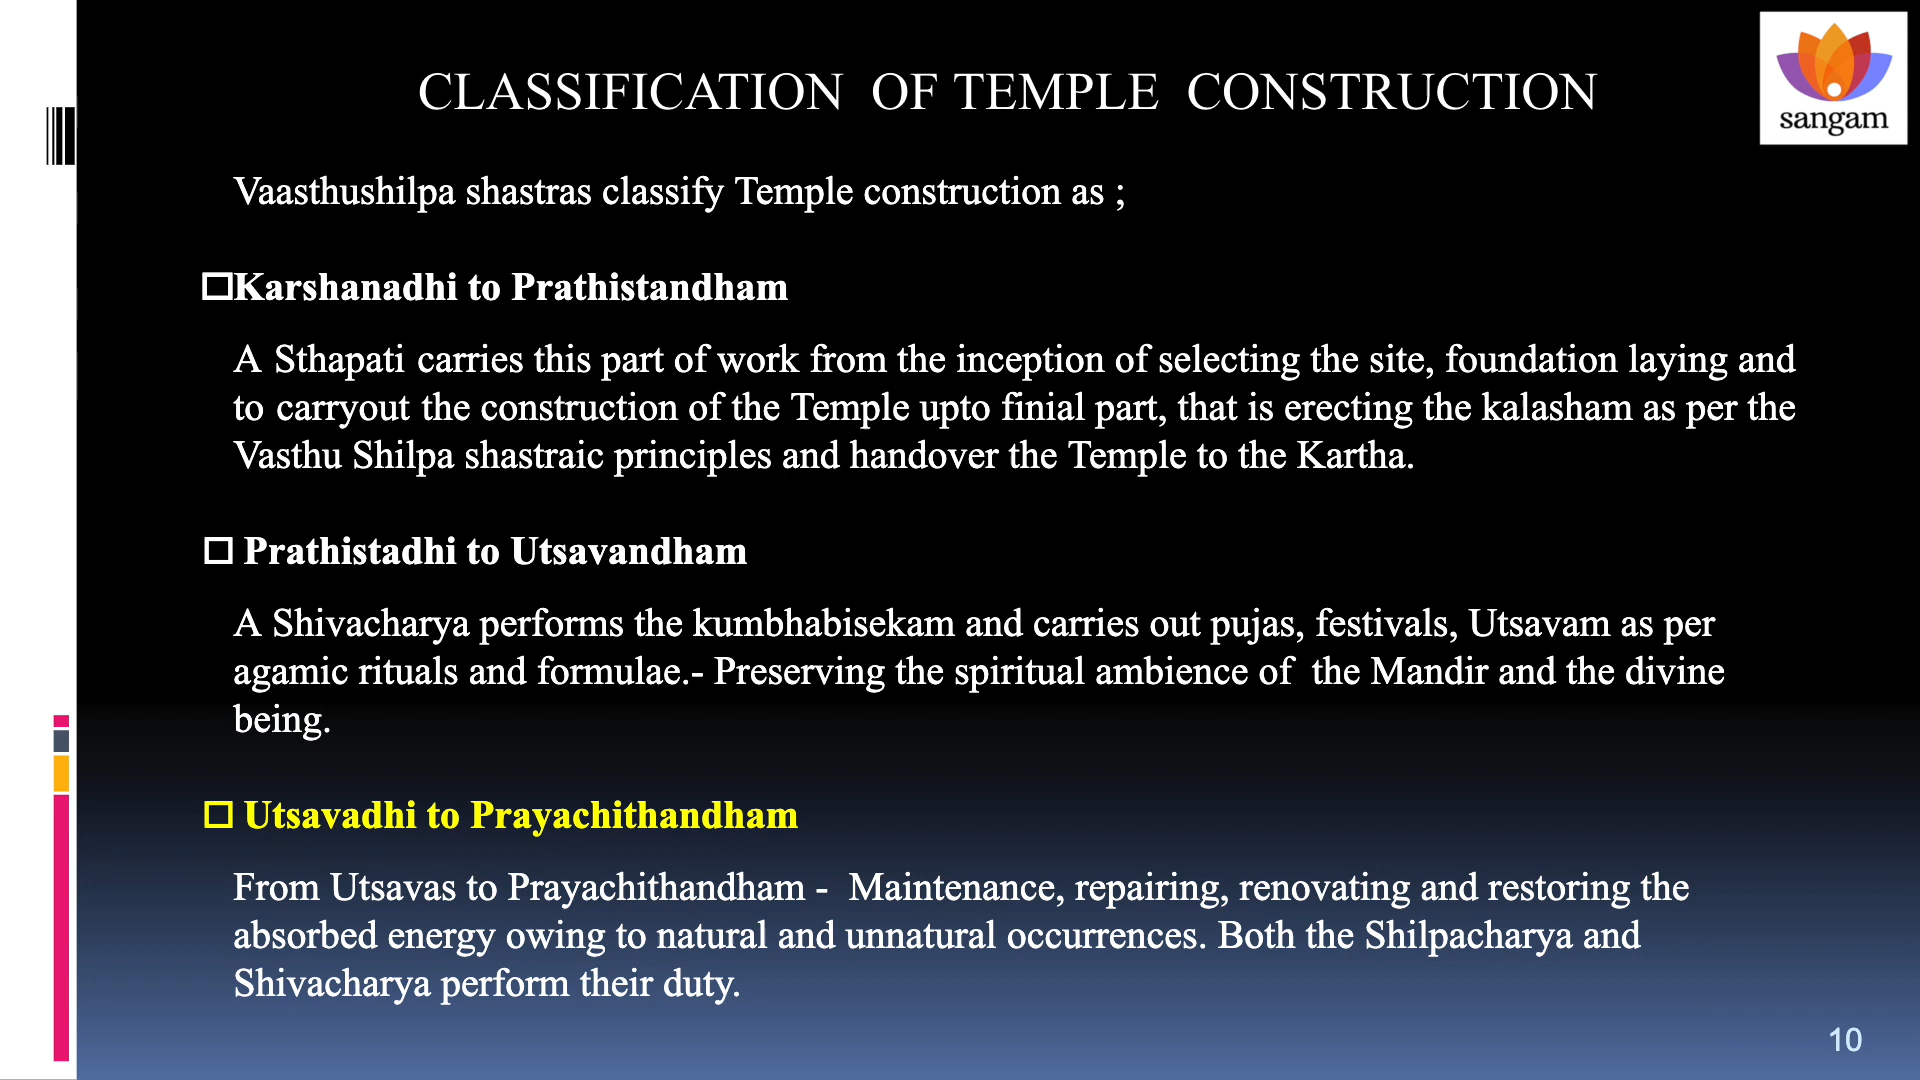 CLASSIFICATION OF TEMPLE CONSTRUCTION
sangam
Vaasthushilpa shastras classify Temple construction as ;
Karshanadhi to Prathistandham
A Sthapati carries this part of work from the inception of selecting the site, foundation laying and
to carryout the construction of the Temple upto finial part, that is erecting the kalasham as per the
Vasthu Shilpa shastraic principles and handover the Temple to the Kartha.
Prathistadhi to Utsavandham
A Shivacharya performs the kumbhabisekam and carries out pujas, festivals, Utsavam as per
agamic rituals and formulae.- Preserving the spiritual ambience of the Mandir and the divine
being.
Utsavadhi to Prayachithandham
From Utsavas to Prayachithandham - Maintenance, repairing, renovating and restoring the
absorbed energy owing to natural and unnatural occurrences. Both the Shilpacharya and
Shivacharya perform their duty.
10